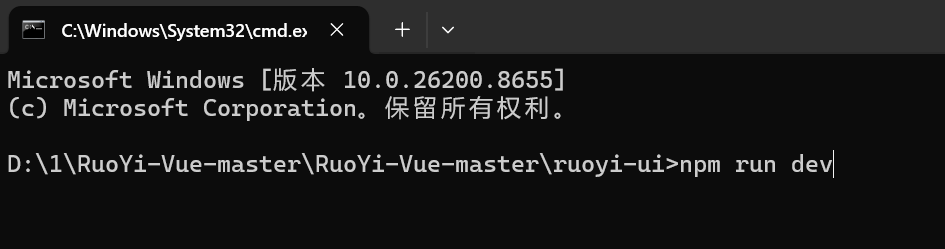 C:\Windows\System32\cmd.ex
Microsoft Windows [版本 10.0.26200.8655]
(c) Microsoft Corporation。保留所有权利。
D:\1\RuoYi-Vue-master\RuoYi-Vue-master\ruoyi-ui>npm run dev